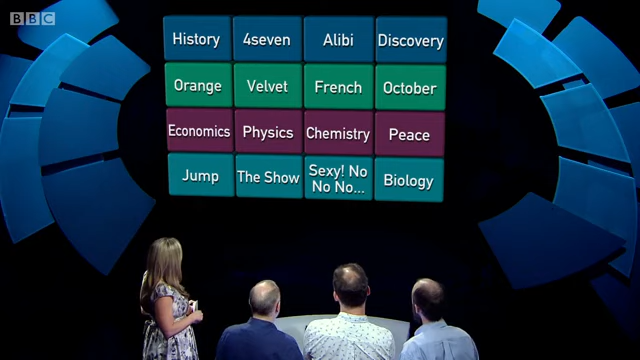 BBC
History 4seven Alibi Discovery
Orange Velvet French October
Economics Physics Chemistry Peace
Jump The Show Sexy! No No No... Biology